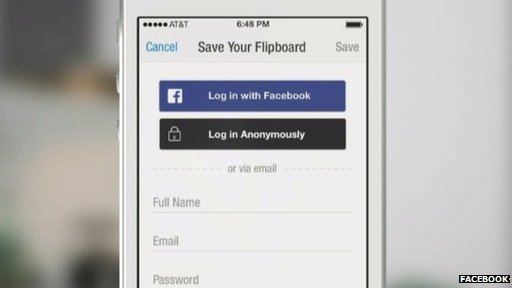 ●●●●● AT&T 6:48 PM
Cancel Save Your Flipboard Save
f Log in with Facebook
Log in Anonymously
or via email
Full Name
Email
Password
FACEBOOK